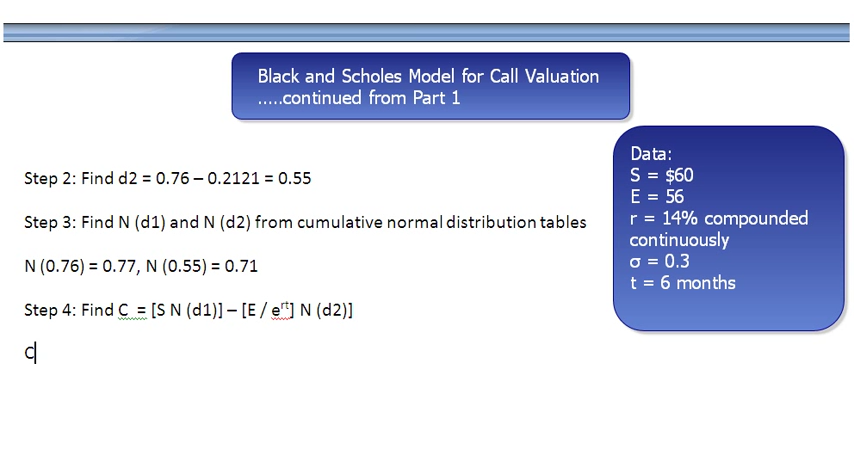 Black and Scholes Model for Call Valuation
.....continued from Part 1
Data:
S = $60
E = 56
r = 14% compounded
continuously
σ = 0.3
t = 6 months
Step 2: Find d2 = 0.76 – 0.2121 = 0.55
Step 3: Find N (d1) and N (d2) from cumulative normal distribution tables
N (0.76) = 0.77, N (0.55) = 0.71
Step 4: Find C = [S N (d1)] – [E / e^rt] N (d2)]
C